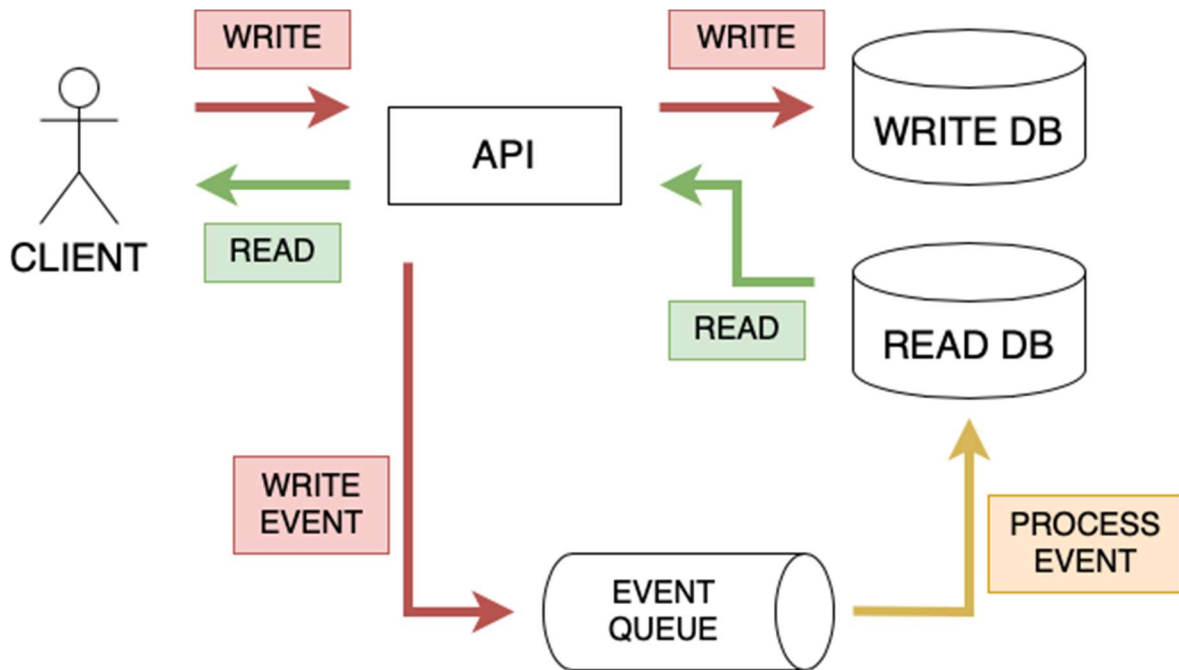 WRITE
WRITE
CLIENT
API
WRITE DB
READ
READ
READ DB
WRITE
EVENT
EVENT
QUEUE
PROCESS
EVENT